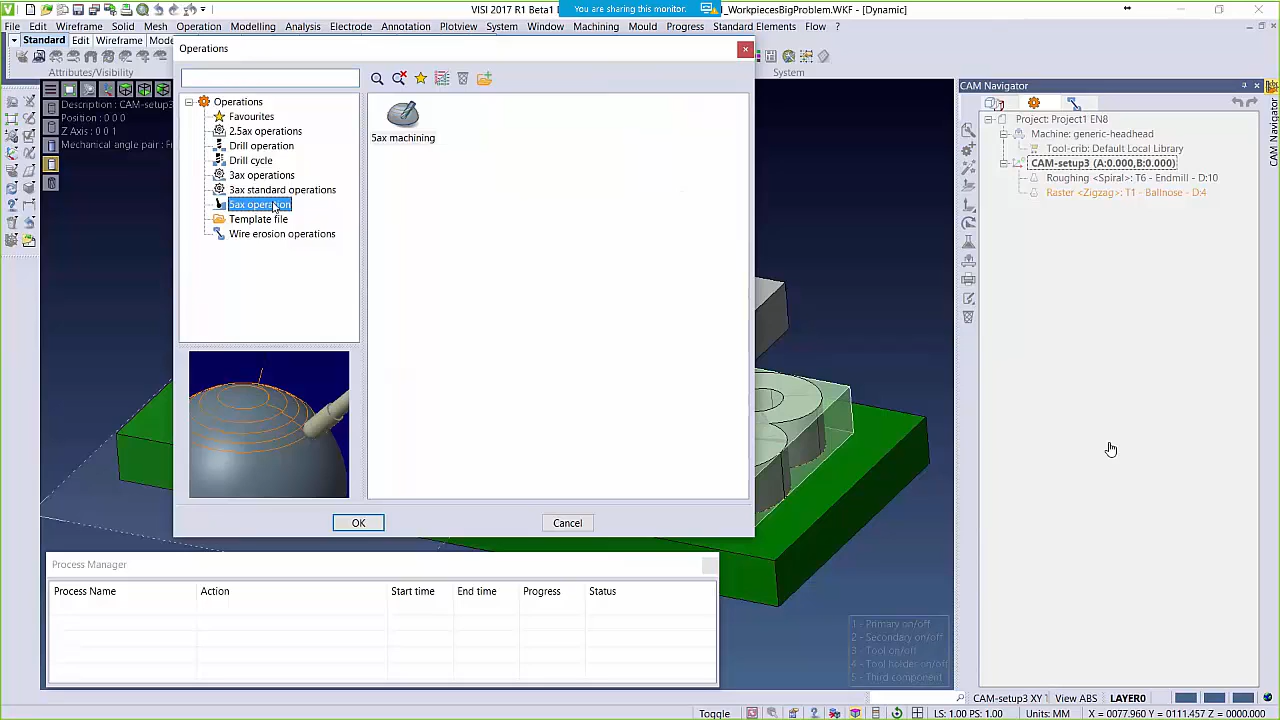 VISI 2017 R1 Beta1
You are sharing this monitor.
_WorkpiecesBigProblem.WKF - [Dynamic]
File Edit Wireframe Solid Mesh Operation Modelling Analysis Electrode Annotation Plotview System Window Machining Mould Progress Standard Elements Flow ?
Standard Edit Wireframe
Attributes/Visibility
System
Operations
Description : CAM-setup3
Position : 0 0 0
Z Axis : 0 0 1
Mechanical angle pair :
Operations
Favourites
2.5ax operations
Drill operation
Drill cycle
3ax operations
3ax standard operations
5ax operation
Template file
Wire erosion operations
5ax machining
OK
Cancel
CAM Navigator
Project: Project1 EN8
Machine: generic-headhead
Tool-crib: Default Local Library
CAM-setup3 (A:0.000,B:0.000)
Roughing <Spiral>: T6 - Endmill - D:10
Raster <Zigzag>: T1 - Ballnose - D:4
CAM Navigator
Process Manager
Process Name Action Start time End time Progress Status
1 - Primary on/off
2 - Secondary on/off
3 - Tool on/off
4 - Tool holder on/off
5 - Third component
CAM-setup3 XY View ABS LAYER0
Toggle LS: 1.00 PS: 1.00 Units: MM X = 0077.960 Y = 0111.457 Z = 0000.000